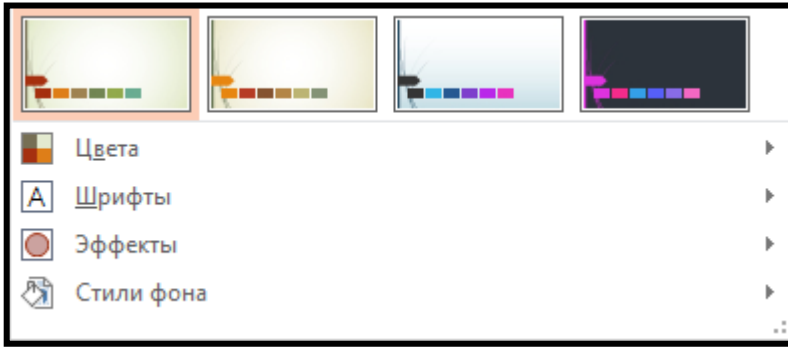 Цвета
A Шрифты
Эффекты
Стили фона